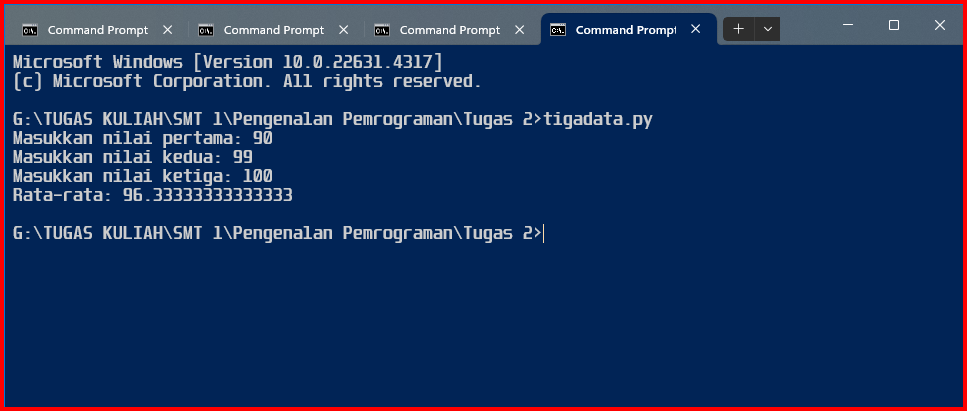 Command Prompt
Command Prompt
Command Prompt
Command Prompt
Microsoft Windows [Version 10.0.22631.4317]
(c) Microsoft Corporation. All rights reserved.
G:\TUGAS KULIAH\SMT 1\Pengenalan Pemrograman\Tugas 2>tigadata.py
Masukkan nilai pertama: 90
Masukkan nilai kedua: 99
Masukkan nilai ketiga: 100
Rata-rata: 96.33333333333333
G:\TUGAS KULIAH\SMT 1\Pengenalan Pemrograman\Tugas 2>